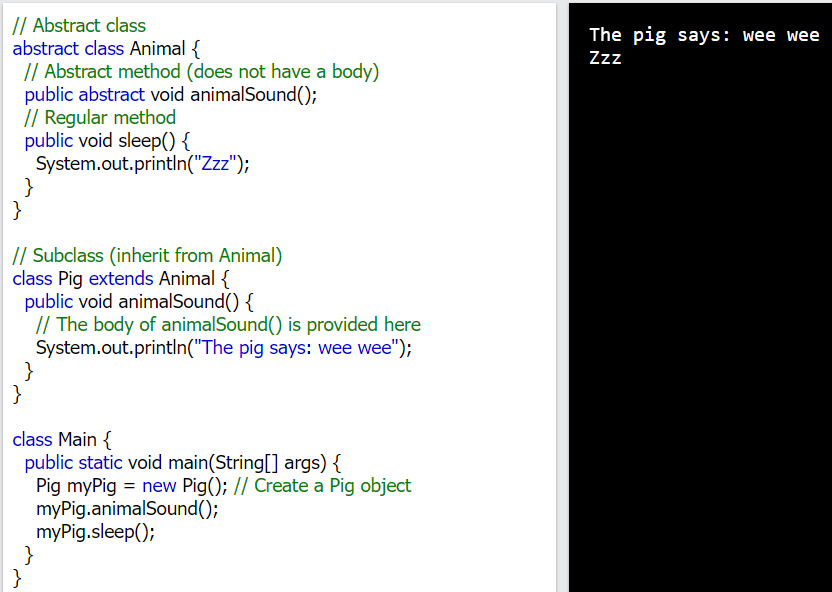 // Abstract class
abstract class Animal {
  // Abstract method (does not have a body)
  public abstract void animalSound();
  // Regular method
  public void sleep() {
    System.out.println("Zzz");
  }
}

// Subclass (inherit from Animal)
class Pig extends Animal {
  public void animalSound() {
    // The body of animalSound() is provided here
    System.out.println("The pig says: wee wee");
  }
}

class Main {
  public static void main(String[] args) {
    Pig myPig = new Pig(); // Create a Pig object
    myPig.animalSound();
    myPig.sleep();
  }
}
The pig says: wee wee
Zzz